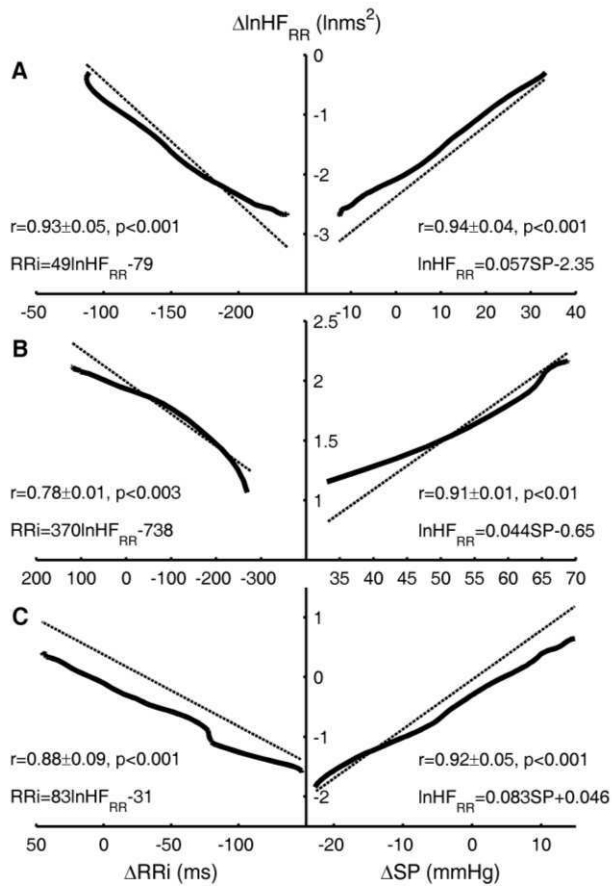 ΔlnHF_RR (lnms²)
A
0
-1
-2
-3
r=0.93±0.05, p<0.001
RRi=49lnHF_RR-79
r=0.94±0.04, p<0.001
lnHF_RR=0.057SP-2.35
-50 -100 -150 -200 -10 0 10 20 30 40
B
2.5
2
1.5
1
r=0.78±0.01, p<0.003
RRi=370lnHF_RR-738
r=0.91±0.01, p<0.01
lnHF_RR=0.044SP-0.65
200 100 0 -100 -200 -300 35 40 45 50 55 60 65 70
C
1
0
-1
-2
r=0.88±0.09, p<0.001
RRi=83lnHF_RR-31
r=0.92±0.05, p<0.001
lnHF_RR=0.083SP+0.046
50 0 -50 -100 -20 -10 0 10
ΔRRi (ms) ΔSP (mmHg)